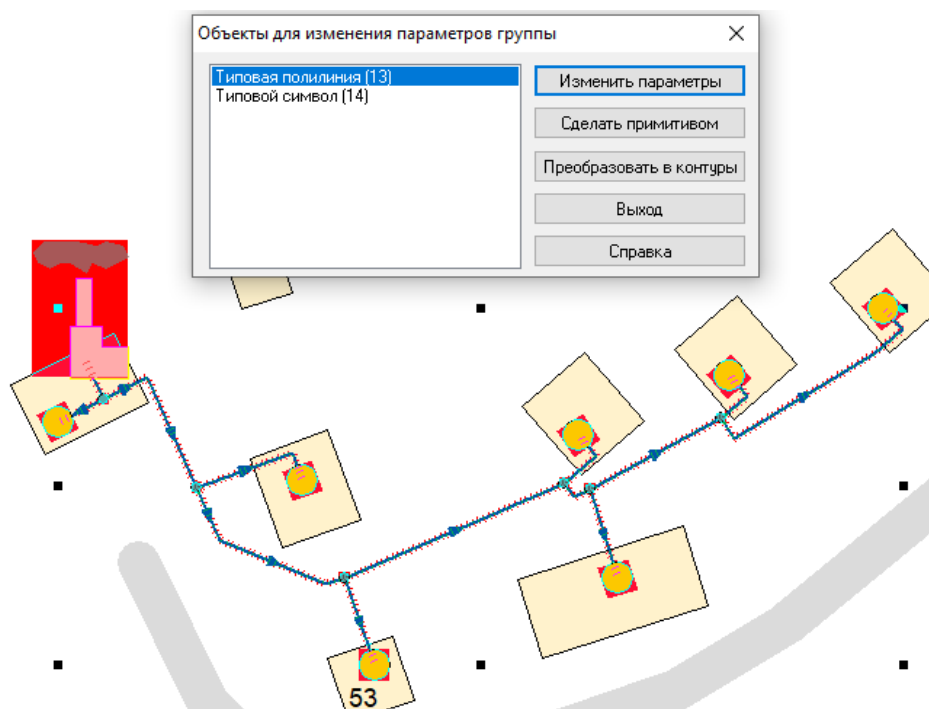 Объекты для изменения параметров группы
Типовая полилиния (13)
Типовой символ (14)
Изменить параметры
Сделать примитивом
Преобразовать в контуры
Выход
Справка
53